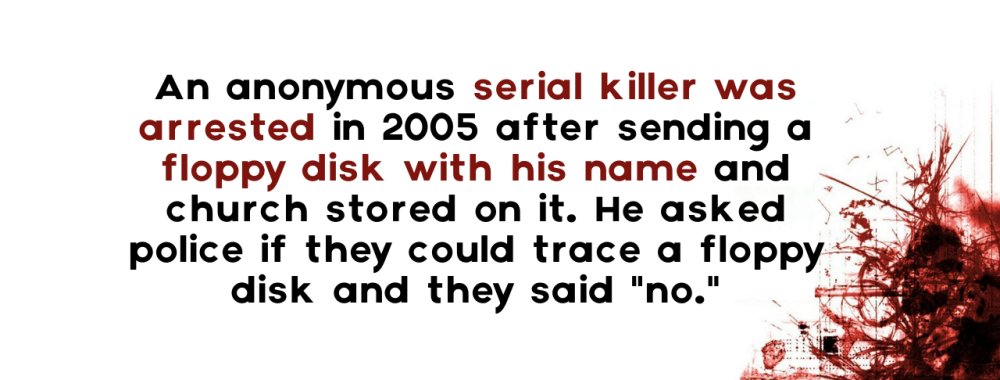 An anonymous serial killer was
arrested in 2005 after sending a
floppy disk with his name and
church stored on it. He asked
police if they could trace a floppy
disk and they said "no."